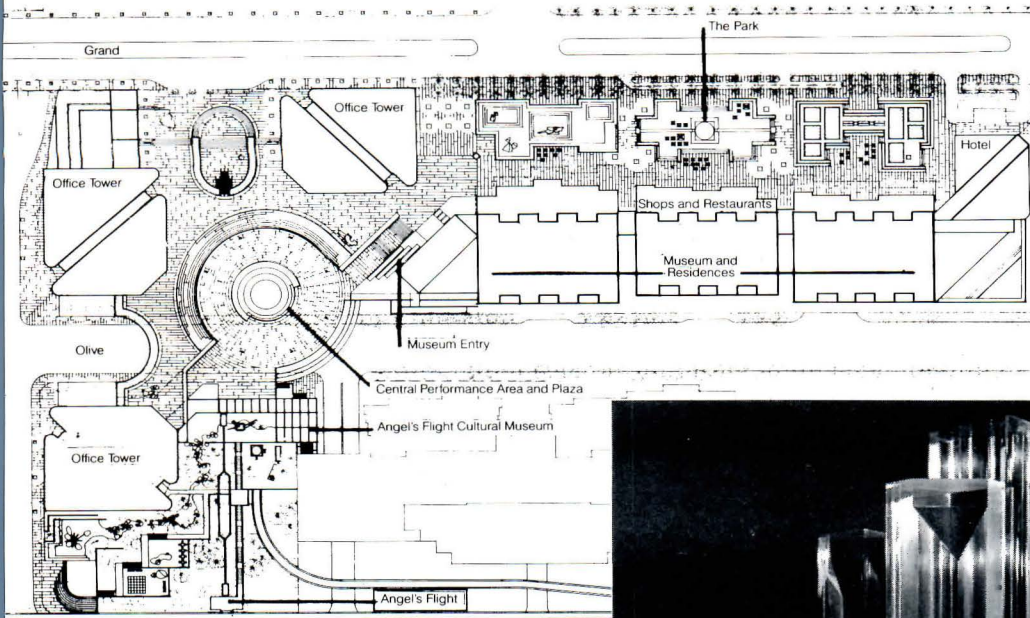 The Park
Grand
Office Tower
Hotel
Office Tower
Shops and Restaurants
Museum and
Residences
Museum Entry
Olive
Central Performance Area and Plaza
Angel's Flight Cultural Museum
Office Tower
Angel's Flight